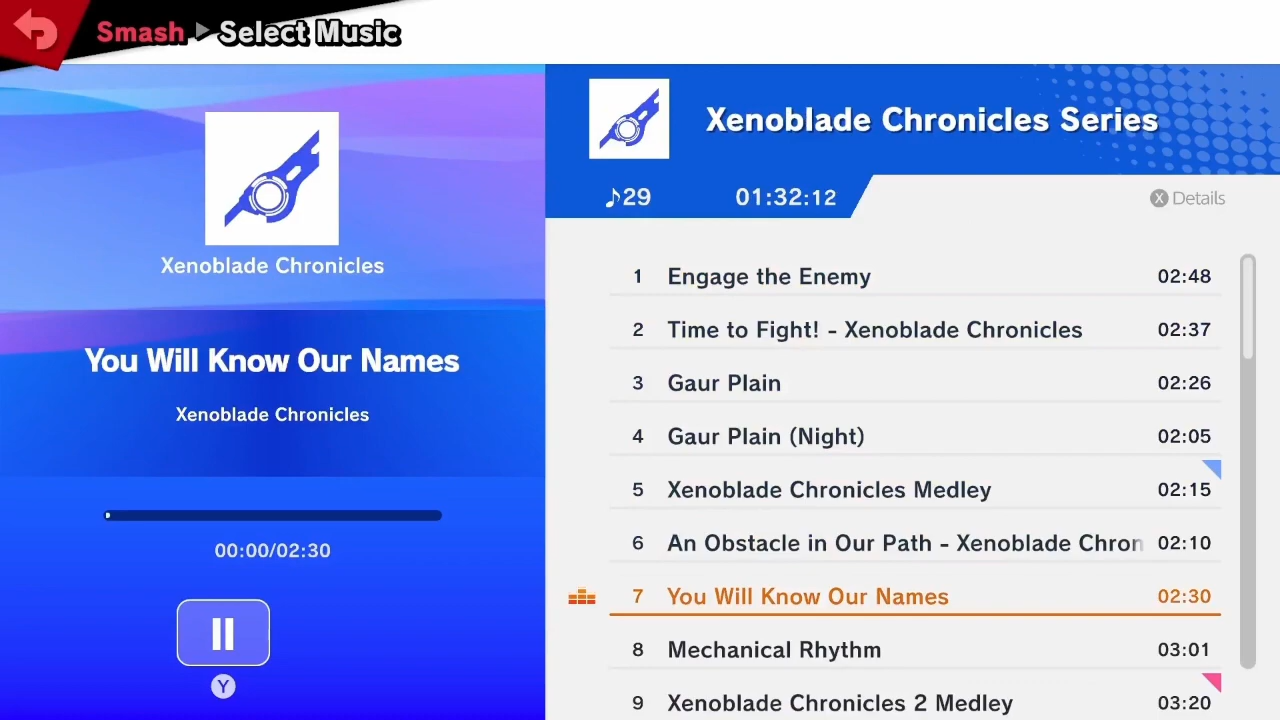 Smash ▶ Select Music
Xenoblade Chronicles
You Will Know Our Names
Xenoblade Chronicles
00:00/02:30
Y
Xenoblade Chronicles Series
♪29 01:32:12
X Details
1 Engage the Enemy 02:48
2 Time to Fight! - Xenoblade Chronicles 02:37
3 Gaur Plain 02:26
4 Gaur Plain (Night) 02:05
5 Xenoblade Chronicles Medley 02:15
6 An Obstacle in Our Path - Xenoblade Chron 02:10
7 You Will Know Our Names 02:30
8 Mechanical Rhythm 03:01
9 Xenoblade Chronicles 2 Medley 03:20